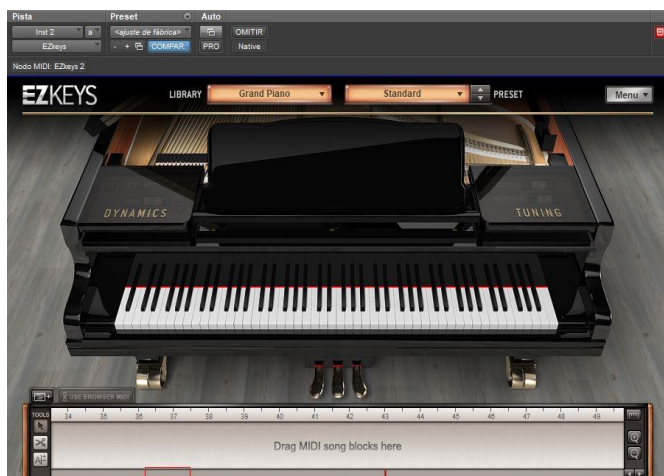 Pista Preset Auto
Inst 2 a <ajuste de fábrica> OMITIR
EZkeys - + COMPAR PRO Native
Nodo MIDI: EZkeys 2
EZKEYS LIBRARY Grand Piano Standard PRESET Menu
DYNAMICS TUNING
USE BROWSER MIDI
TOOLS 34 35 36 37 38 39 40 41 42 43 44 45 46 47 48 49
Drag MIDI song blocks here